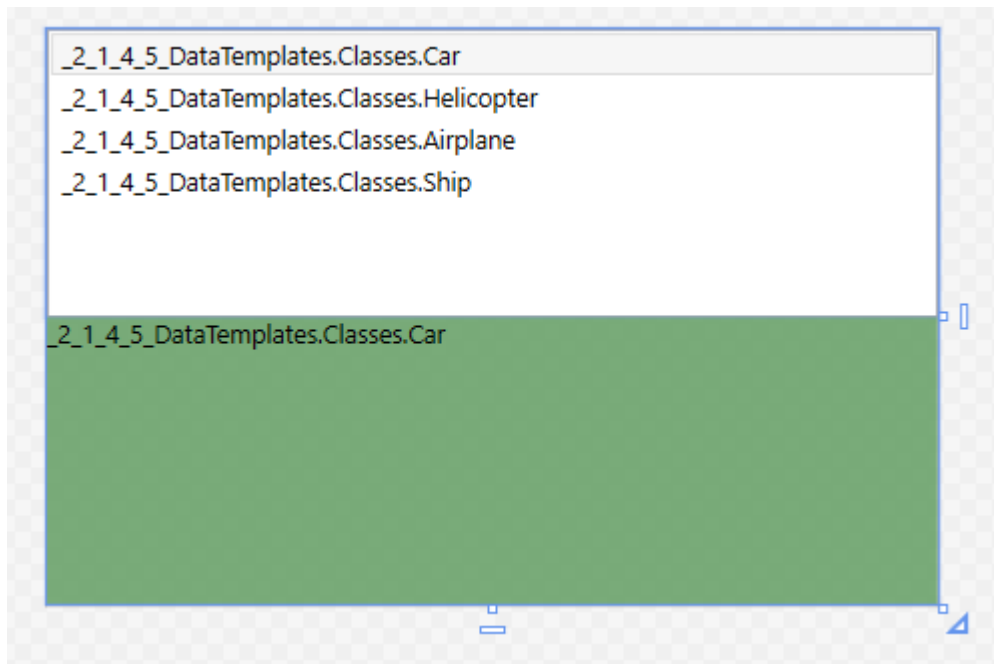 _2_1_4_5_DataTemplates.Classes.Car
_2_1_4_5_DataTemplates.Classes.Helicopter
_2_1_4_5_DataTemplates.Classes.Airplane
_2_1_4_5_DataTemplates.Classes.Ship
_2_1_4_5_DataTemplates.Classes.Car